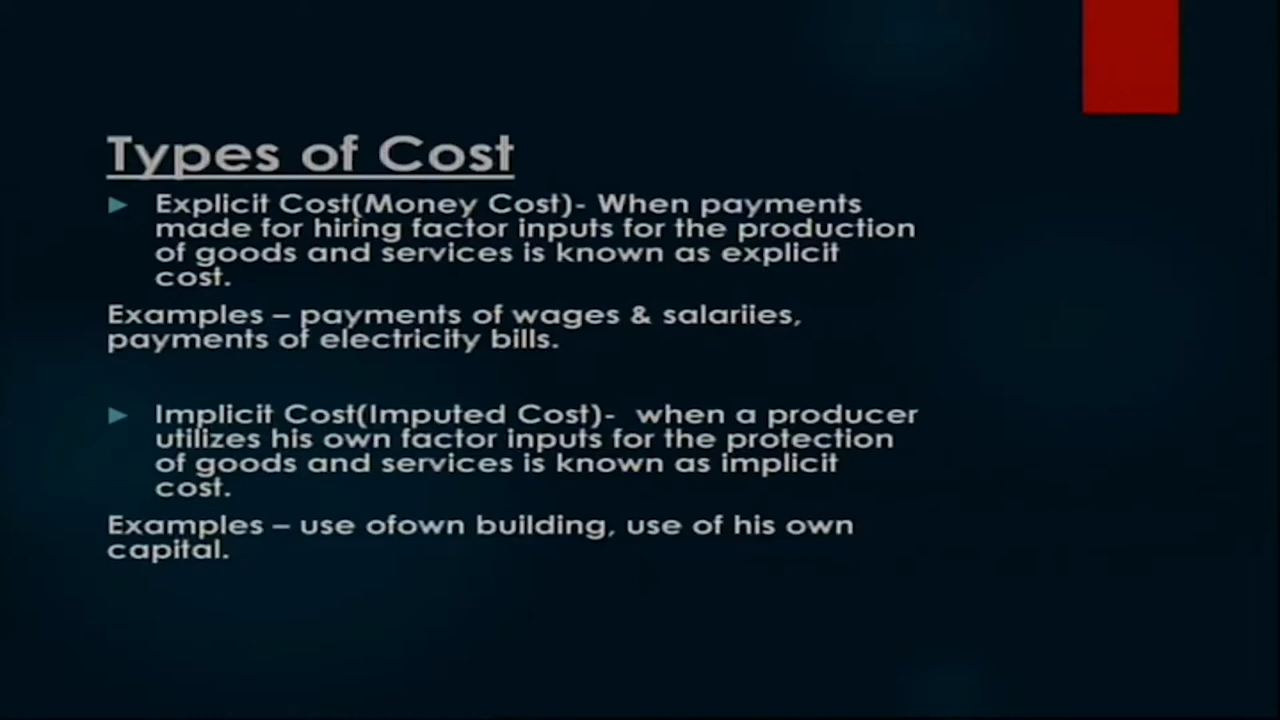 Types of Cost
Explicit Cost(Money Cost)- When payments
made for hiring factor inputs for the production
of goods and services is known as explicit
cost.
Examples – payments of wages & salariies,
payments of electricity bills.
Implicit Cost(Imputed Cost)- when a producer
utilizes his own factor inputs for the protection
of goods and services is known as implicit
cost.
Examples – use ofown building, use of his own
capital.